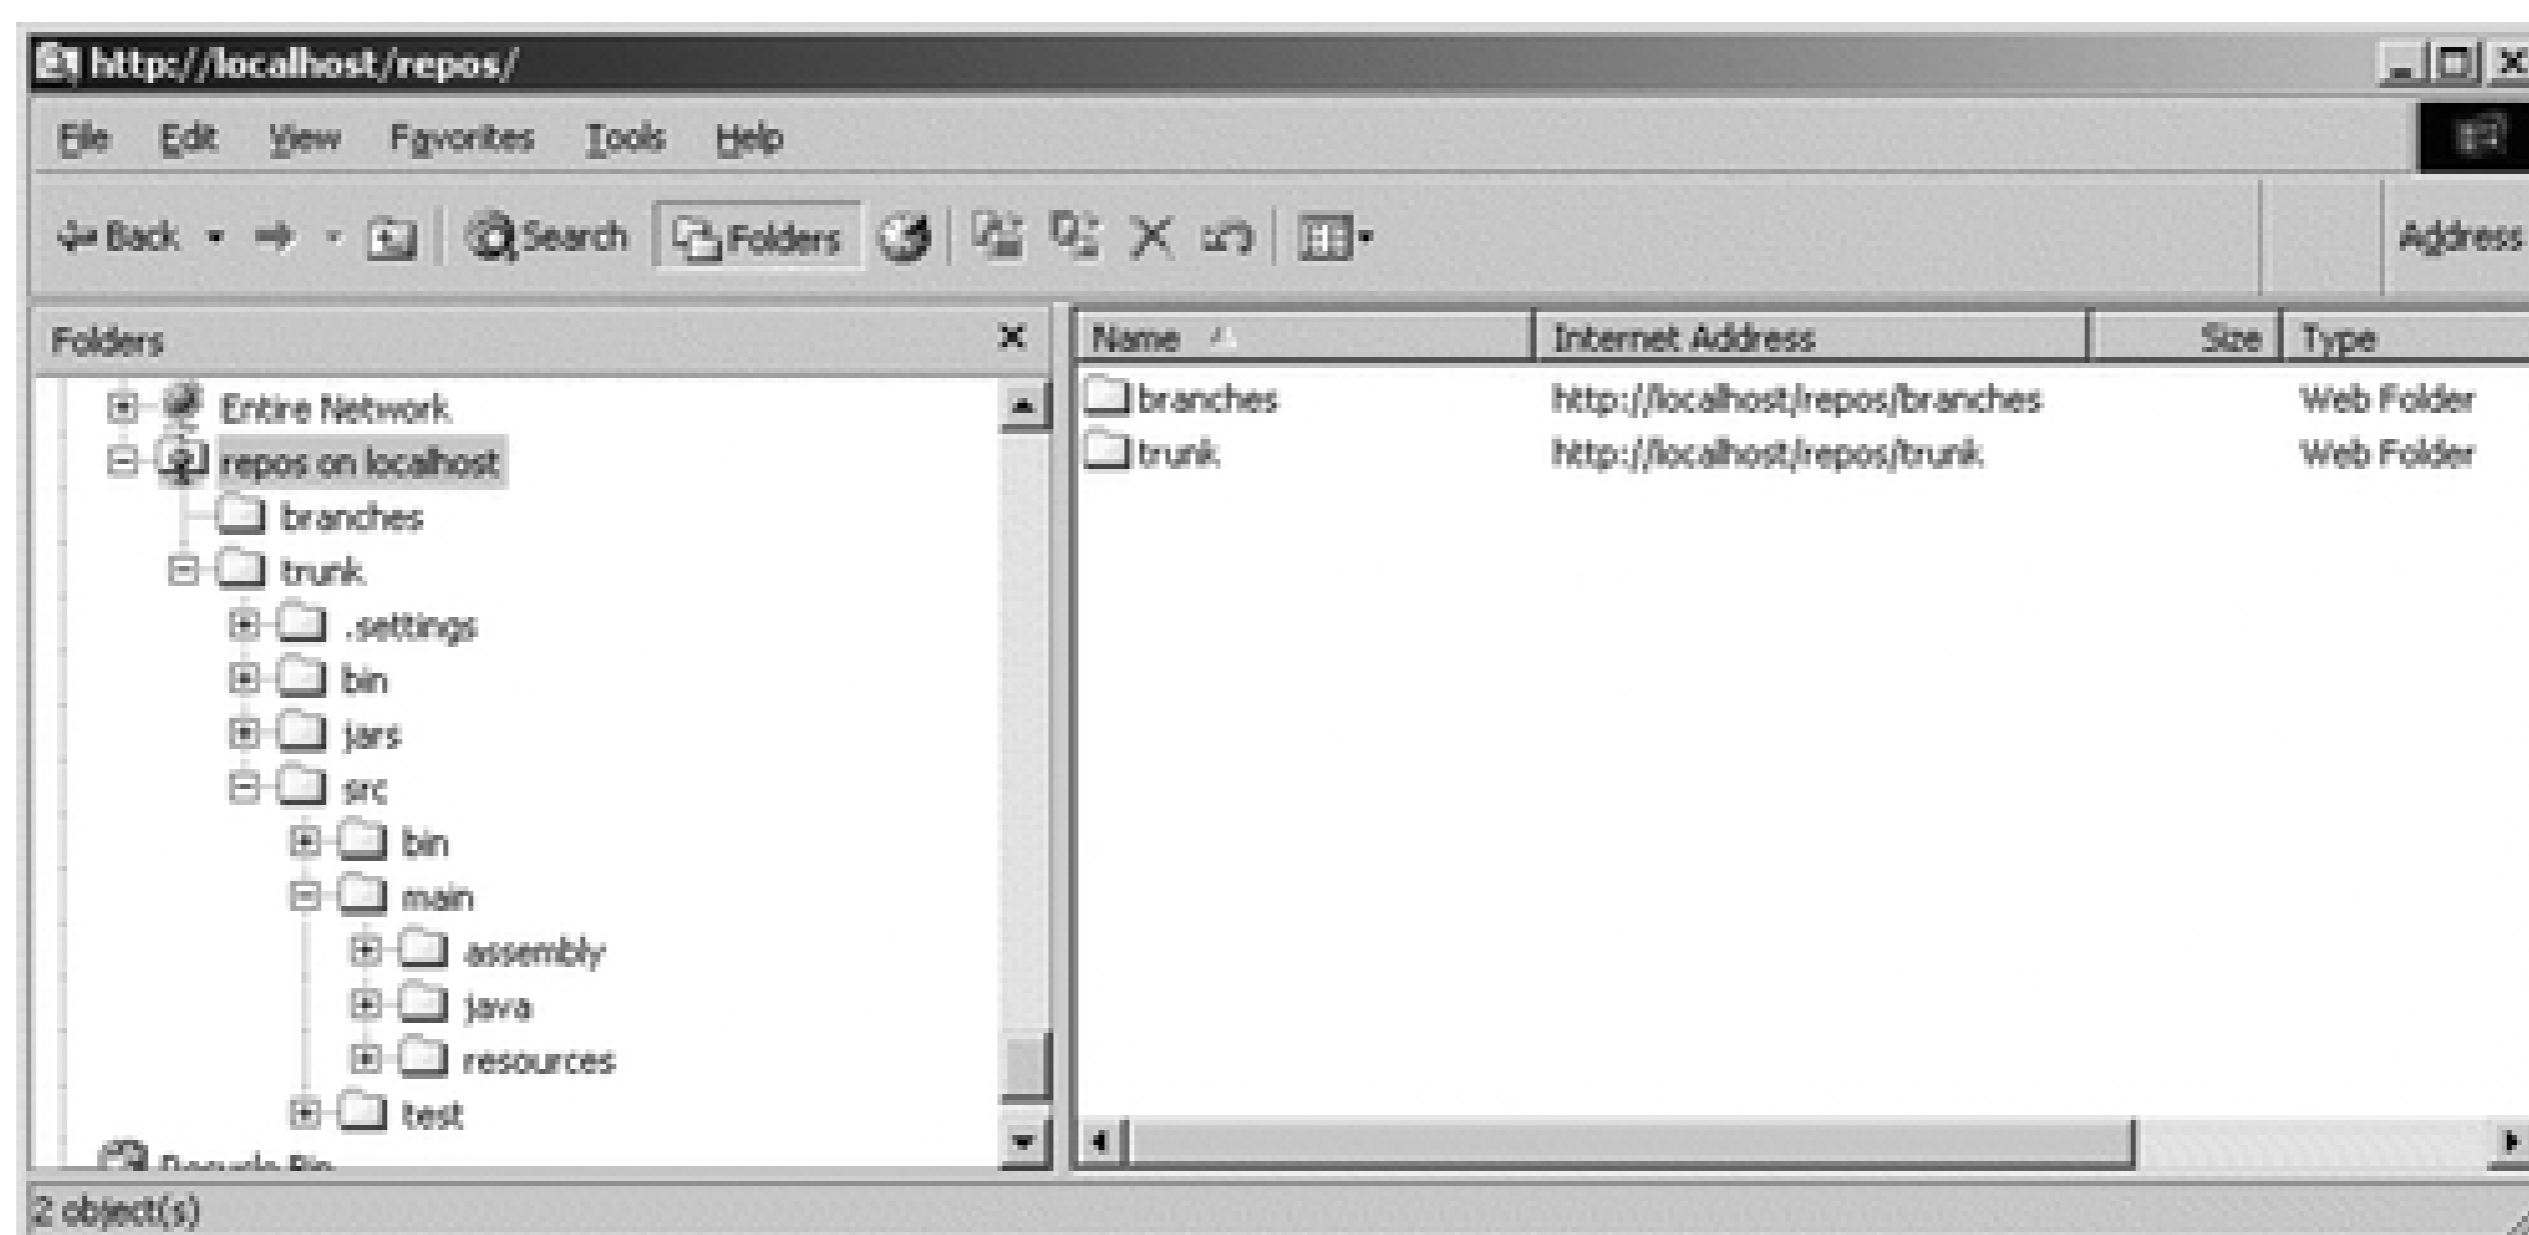 http://localhost/repos/
File Edit View Favorites Tools Help
Back Search Folders Address
Folders
Entire Network
repos on localhost
branches
trunk
.settings
bin
jars
src
bin
main
assembly
java
resources
test
Recycle Bin
Name Internet Address Size Type
branches http://localhost/repos/branches Web Folder
trunk http://localhost/repos/trunk Web Folder
2 object(s)